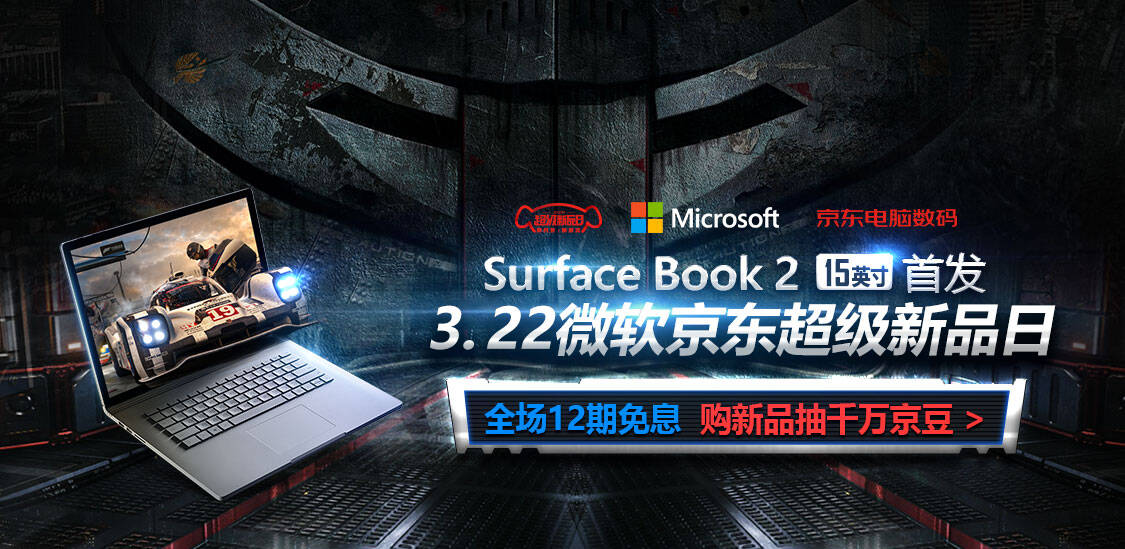 超级新品日
Microsoft
京东电脑数码
Surface Book 2 15英寸 首发
3.22微软京东超级新品日
全场12期免息 购新品抽千万京豆 >
19